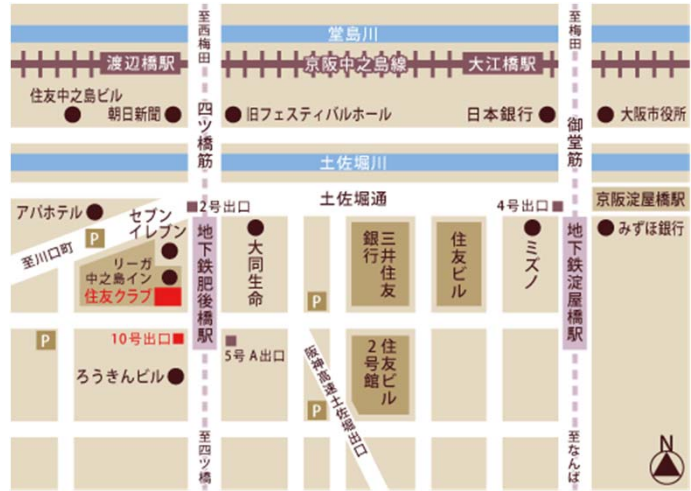 至西梅田
至梅田
堂島川
渡辺橋駅
京阪中之島線
大江橋駅
住友中之島ビル
朝日新聞
四ツ橋筋
旧フェスティバルホール
日本銀行
御堂筋
大阪市役所
土佐堀川
アパホテル
セブン
イレブン
2号出口
土佐堀通
4号出口
京阪淀屋橋駅
P
至川口町
地下鉄肥後橋駅
大同生命
三井住友
銀行
住友ビル
ミズノ
地下鉄淀屋橋駅
みずほ銀行
リーガ
中之島イン
住友クラブ
P
P
10号出口
5号A出口
阪神高速土佐堀出口
住友ビル
2号館
ろうきんビル
P
至四ツ橋
至なんば
N